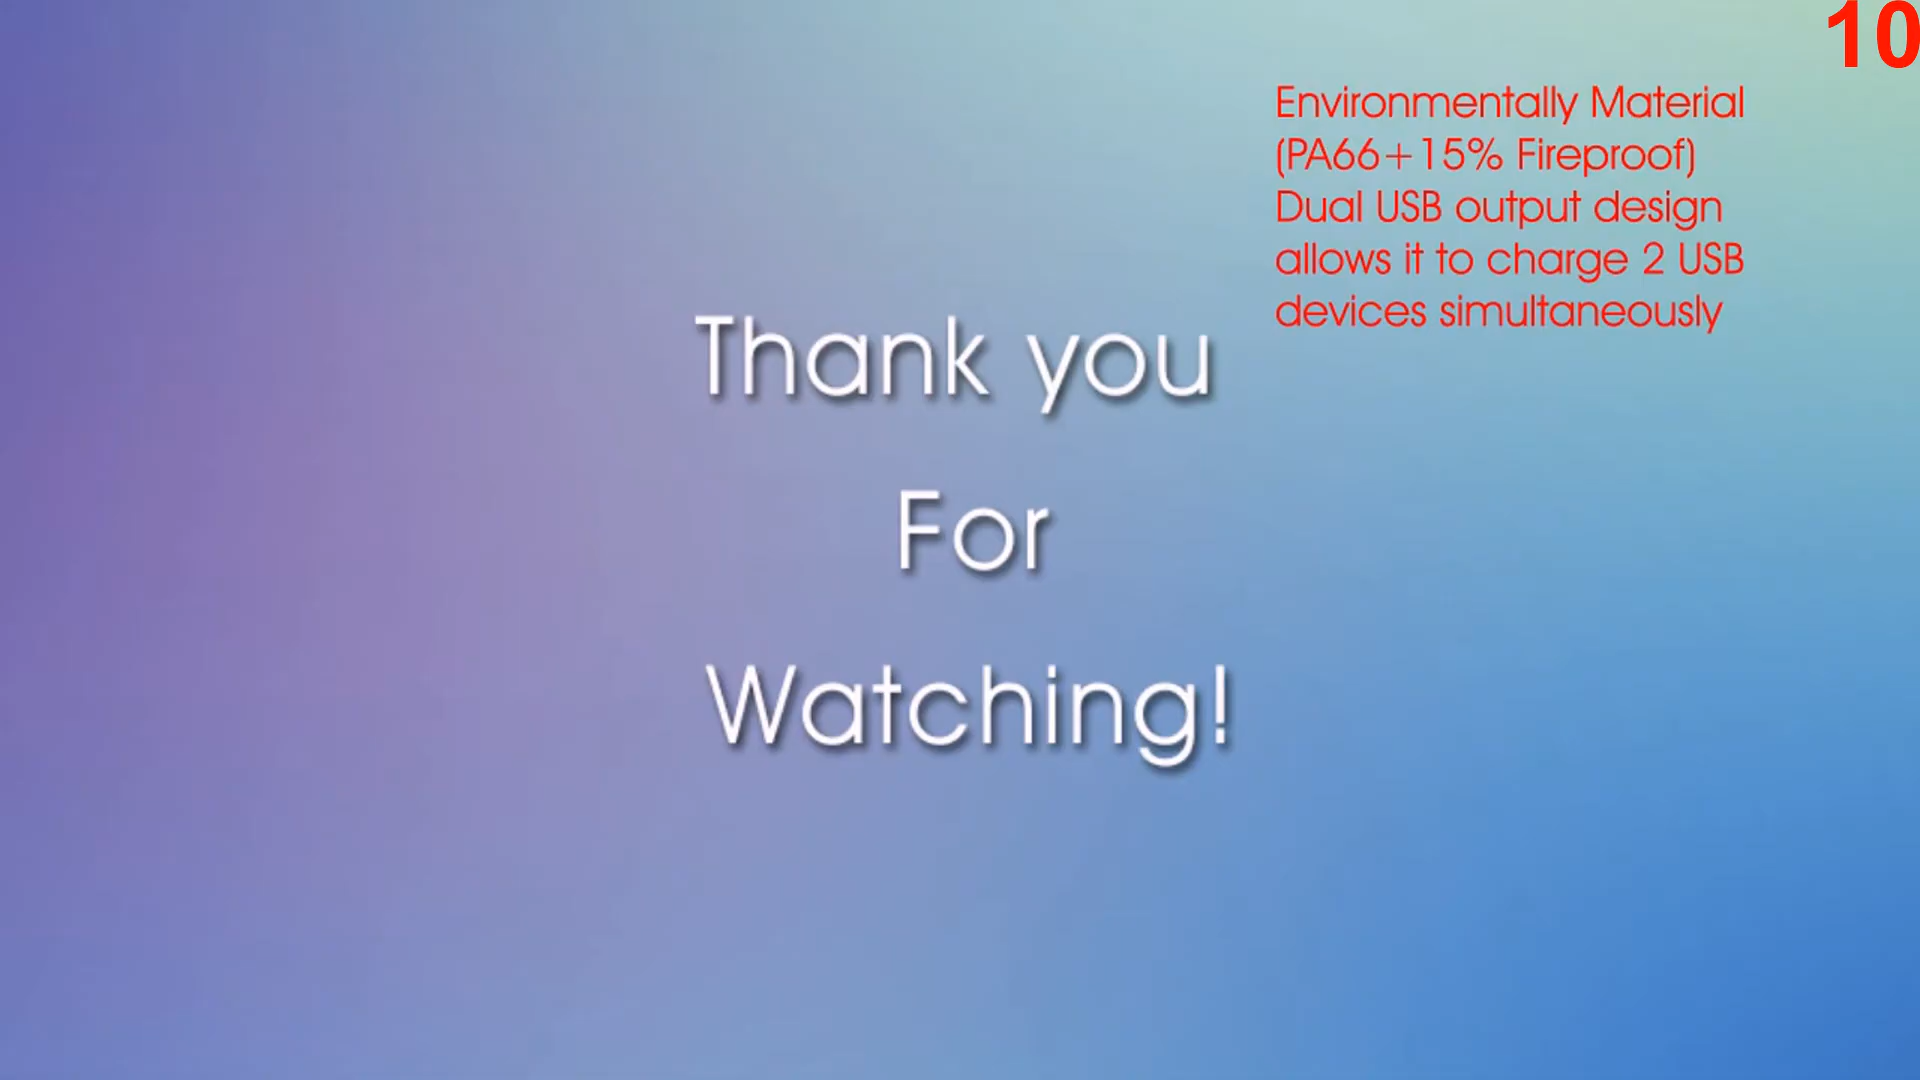 10
Environmentally Material
(PA66+15% Fireproof)
Dual USB output design
allows it to charge 2 USB
devices simultaneously
Thank you
For
Watching!